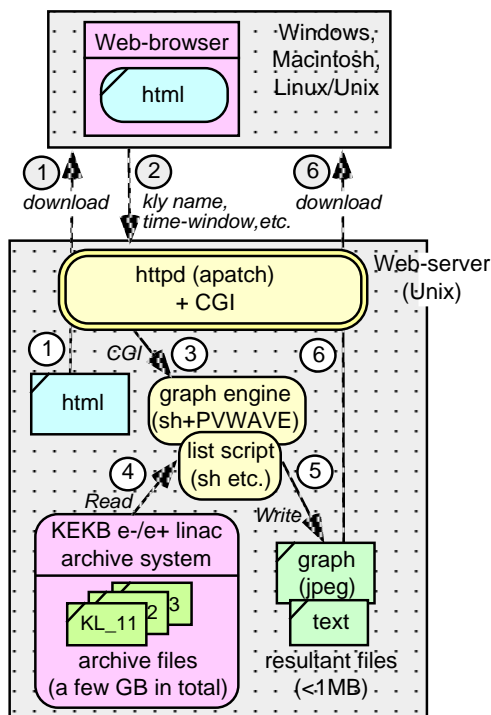 Web-browser
html
Windows,
Macintosh,
Linux/Unix
1
download
2
kly name,
time-window,etc.
6
download
httpd (apatch)
+ CGI
Web-server
(Unix)
1
html
CGI
3
6
graph engine
(sh+PVWAVE)
list script
(sh etc.)
4
Read
5
Write
KEKB e-/e+ linac
archive system
KL_11
2
3
archive files
(a few GB in total)
graph
(jpeg)
text
resultant files
(<1MB)